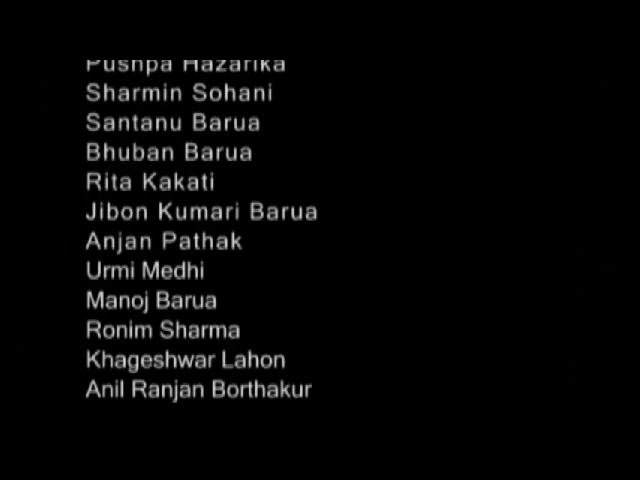 Pushpa Hazarika
Sharmin Sohani
Santanu Barua
Bhuban Barua
Rita Kakati
Jibon Kumari Barua
Anjan Pathak
Urmi Medhi
Manoj Barua
Ronim Sharma
Khageshwar Lahon
Anil Ranjan Borthakur